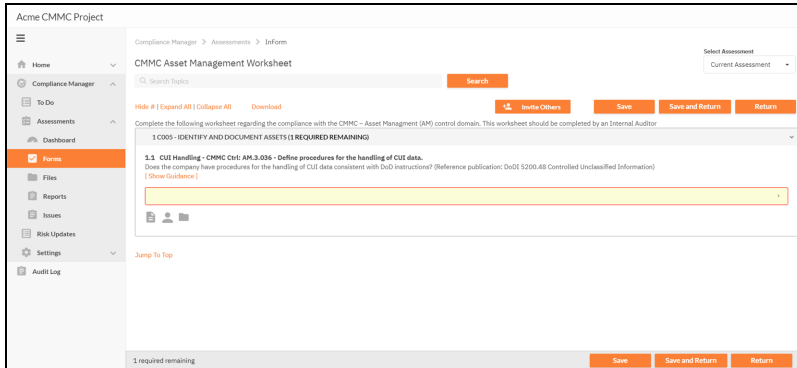 Acme CMMC Project
Home
Compliance Manager
To Do
Assessments
Dashboard
Forms
Files
Reports
Issues
Risk Updates
Settings
Audit Log
Compliance Manager > Assessments > InForm
Select Assessment
CMMC Asset Management Worksheet
Current Assessment
Search Topics
Search
Hide # | Expand All | Collapse All
Download
Invite Others
Save
Save and Return
Return
Complete the following worksheet regarding the compliance with the CMMC – Asset Managment (AM) control domain. This worksheet should be completed by an Internal Auditor
1 C005 - IDENTIFY AND DOCUMENT ASSETS (1 REQUIRED REMAINING)
1.1 CUI Handling - CMMC Ctrl: AM.3.036 - Define procedures for the handling of CUI data.
Does the company have procedures for the handling of CUI data consistent with DoD instructions? (Reference publication: DoDI 5200.48 Controlled Unclassified Information)
[ Show Guidance ]
Jump To Top
1 required remaining
Save
Save and Return
Return